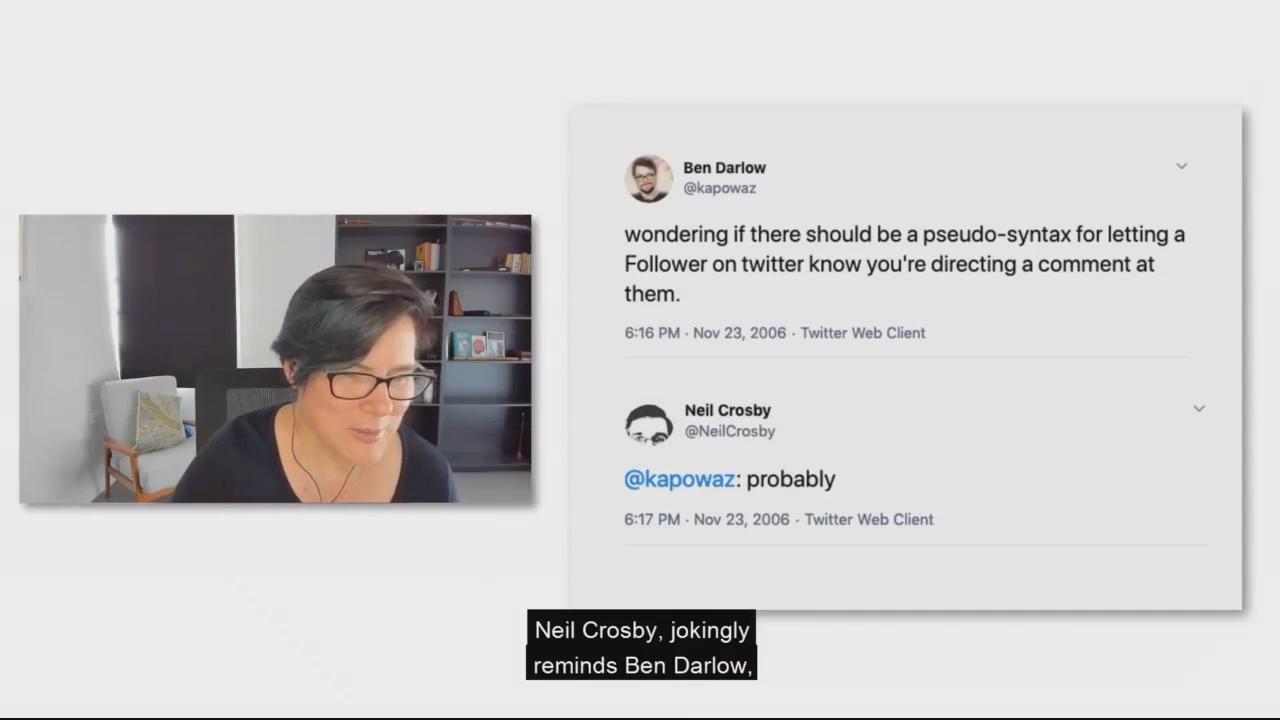 Ben Darlow
@kapowaz
wondering if there should be a pseudo-syntax for letting a
Follower on twitter know you're directing a comment at
them.
6:16 PM · Nov 23, 2006 · Twitter Web Client
Neil Crosby
@NeilCrosby
@kapowaz: probably
6:17 PM · Nov 23, 2006 · Twitter Web Client
Neil Crosby, jokingly
reminds Ben Darlow,